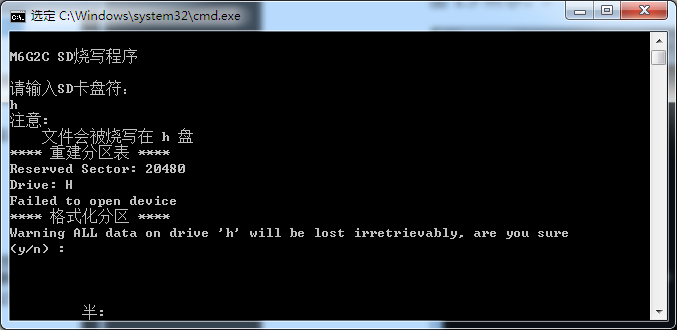 选定 C:\Windows\system32\cmd.exe
M6G2C SD烧写程序
请输入SD卡盘符:
h
注意:
文件会被烧写在 h 盘
**** 重建分区表 ****
Reserved Sector: 20480
Drive: H
Failed to open device
**** 格式化分区 ****
Warning ALL data on drive 'h' will be lost irretrievably, are you sure
(y/n) :
半: